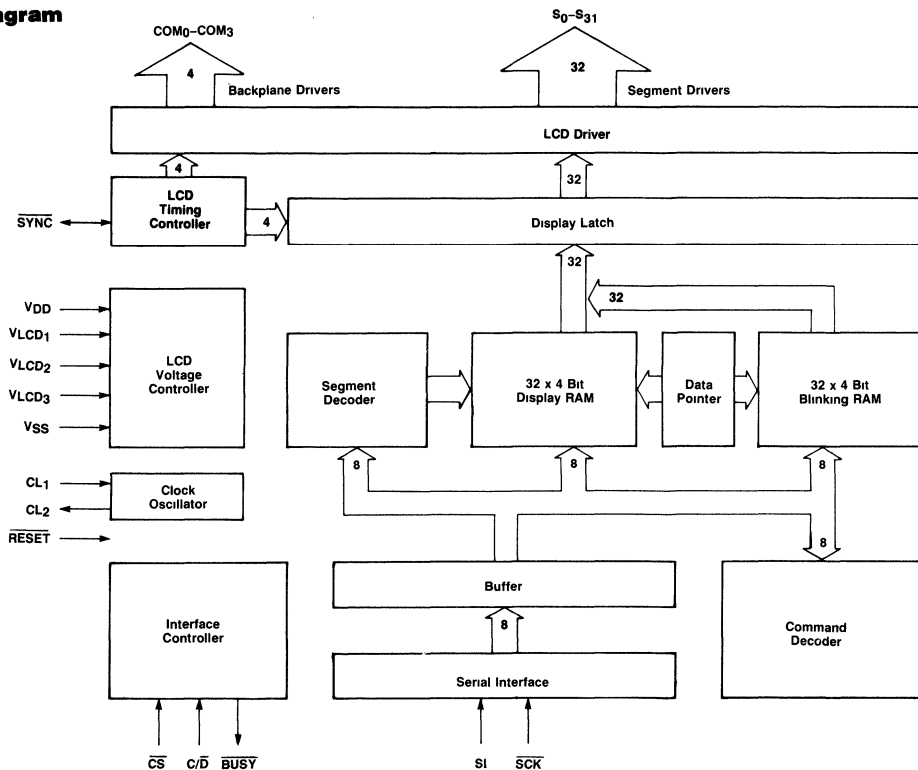 gram
COM0–COM3
S0–S31
4
32
Backplane Drivers
Segment Drivers
LCD Driver
4
32
LCD
Timing
Controller
SYNC
4
Display Latch
32
32
VDD
VLCD1
VLCD2
VLCD3
VSS
LCD
Voltage
Controller
Segment
Decoder
32 x 4 Bit
Display RAM
Data
Pointer
32 x 4 Bit
Blinking RAM
8
8
8
CL1
CL2
Clock
Oscillator
RESET
8
Interface
Controller
Buffer
8
Command
Decoder
Serial Interface
CS
C/D
BUSY
SI
SCK